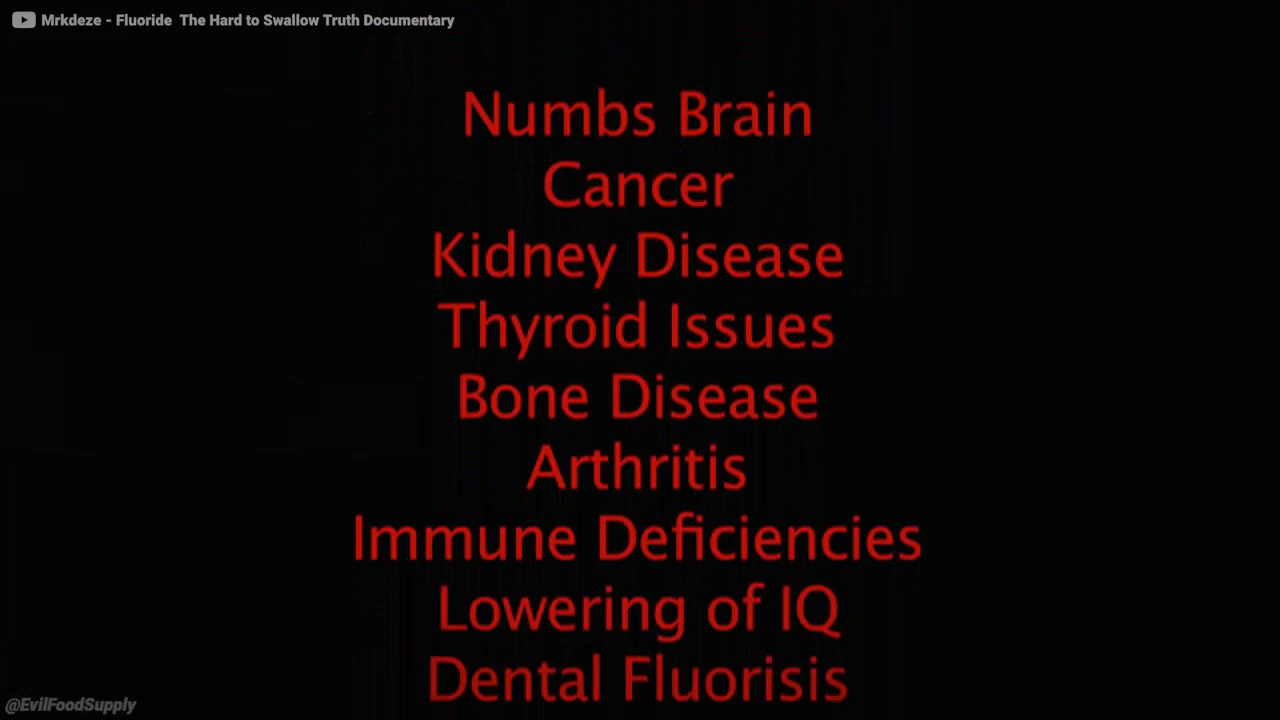 Mrkdeze - Fluoride The Hard to Swallow Truth Documentary
Numbs Brain
Cancer
Kidney Disease
Thyroid Issues
Bone Disease
Arthritis
Immune Deficiencies
Lowering of IQ
Dental Fluorisis
@EvilFoodSupply